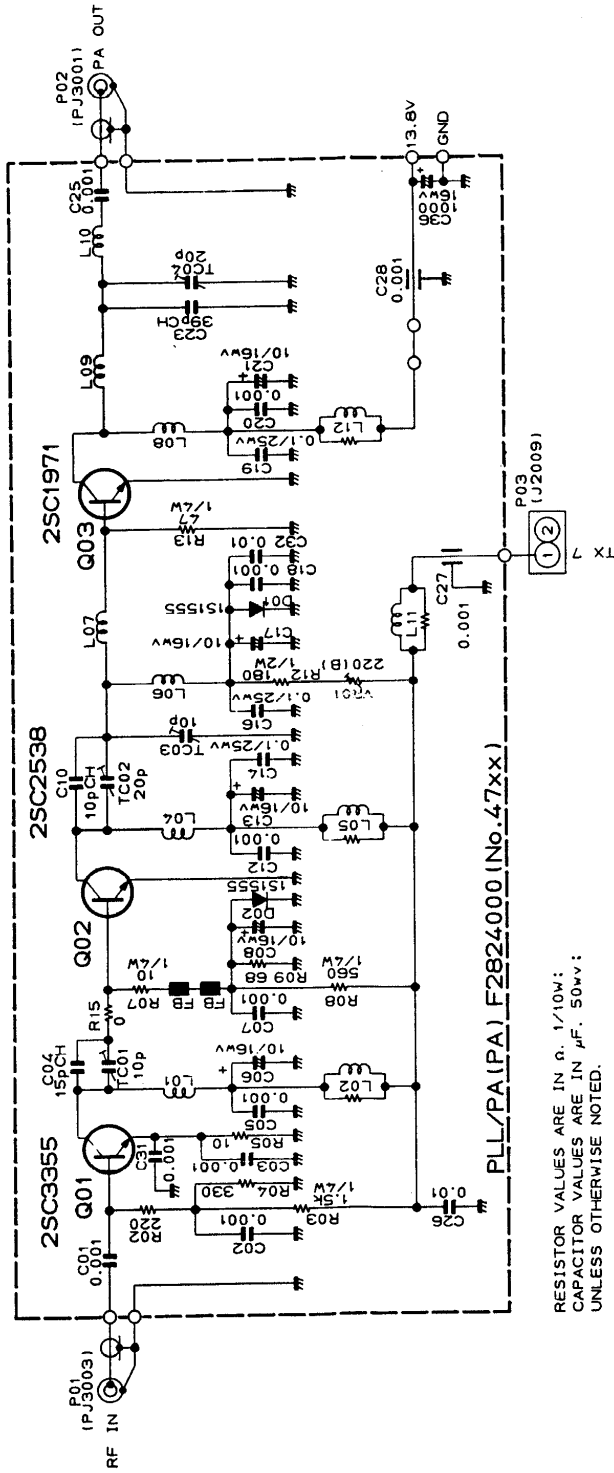 P01
(PJ3003)
RF IN
C01
0.001
2SC3355
Q01
R02
220
C02
0.001
R04
330
R03
1.5k
1/4W
C26
0.01
C31
0.001
C03
0.001
R05
10
C04
15pCH
TC01
10p
L01
C05
0.001
C06
10/16wv
+
L02
R15
0
R07
10
1/4W
FB
FB
C07
0.001
R08
560
1/4W
R09 68
C08
10/16wv
D02
1S1555
2SC2538
Q02
C10
10pCH
TC02
20p
L04
C12
0.001
C13
10/16wv
+
C14
0.1/25wv
L05
TC03
10p
L06
C16
0.1/25wv
R12
180
1/2W
VR01
220(B)
C17
10/16wv
+
D01
1S1555
C18
0.001
C32
0.01
L07
2SC1971
Q03
R13
47
1/4W
L11
C27
0.001
P03
(J2009)
1
2
TX 7
L08
C19
0.1/25wv
C20
0.001
C21
10/16wv
+
L12
L09
C23
39pCH
TC04
20p
L10
C25
0.001
C28
0.001
C36
1000
16wv
+
13.8V
GND
P02
(PJ3001)
PA OUT
PLL/PA(PA) F2824000(No.47xx)
RESISTOR VALUES ARE IN Ω, 1/10W;
CAPACITOR VALUES ARE IN μF, 50wv;
UNLESS OTHERWISE NOTED.